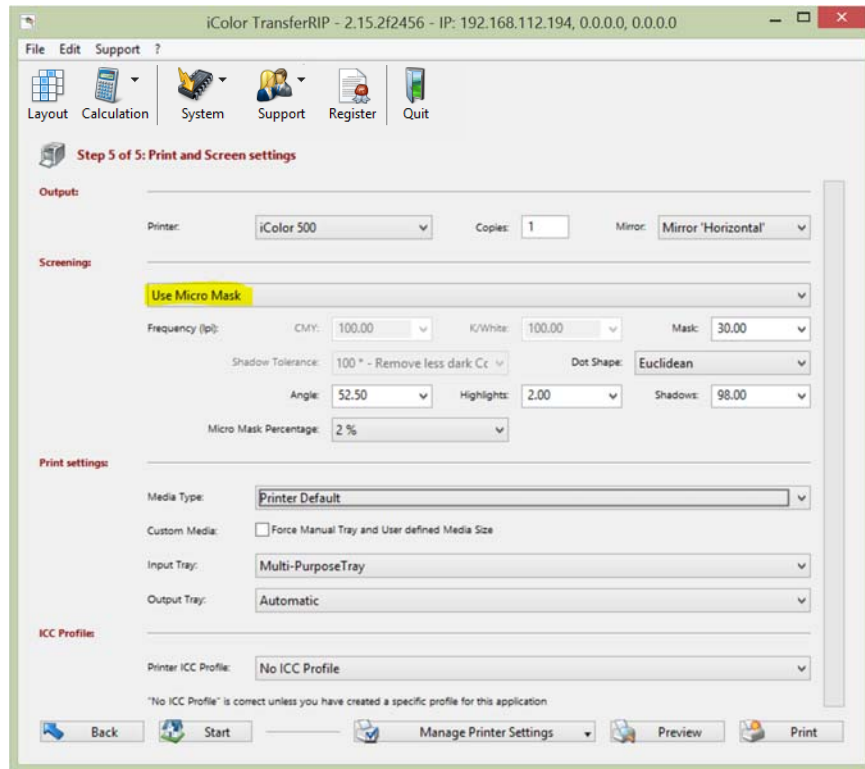 iColor TransferRIP - 2.15.2f2456 - IP: 192.168.112.194, 0.0.0.0, 0.0.0.0
File Edit Support ?
Layout Calculation System Support Register Quit
Step 5 of 5: Print and Screen settings
Output:
Printer: iColor 500 Copies: 1 Mirror: Mirror 'Horizontal'
Screening:
Use Micro Mask
Frequency (lpi): CMY: 100.00 K/White: 100.00 Mask: 30.00
Shadow Tolerance: 100 * - Remove less dark Cc Dot Shape: Euclidean
Angle: 52.50 Highlights: 2.00 Shadows: 98.00
Micro Mask Percentage: 2 %
Print settings:
Media Type: Printer Default
Custom Media: Force Manual Tray and User defined Media Size
Input Tray: Multi-PurposeTray
Output Tray: Automatic
ICC Profile:
Printer ICC Profile: No ICC Profile
"No ICC Profile" is correct unless you have created a specific profile for this application
Back Start Manage Printer Settings Preview Print